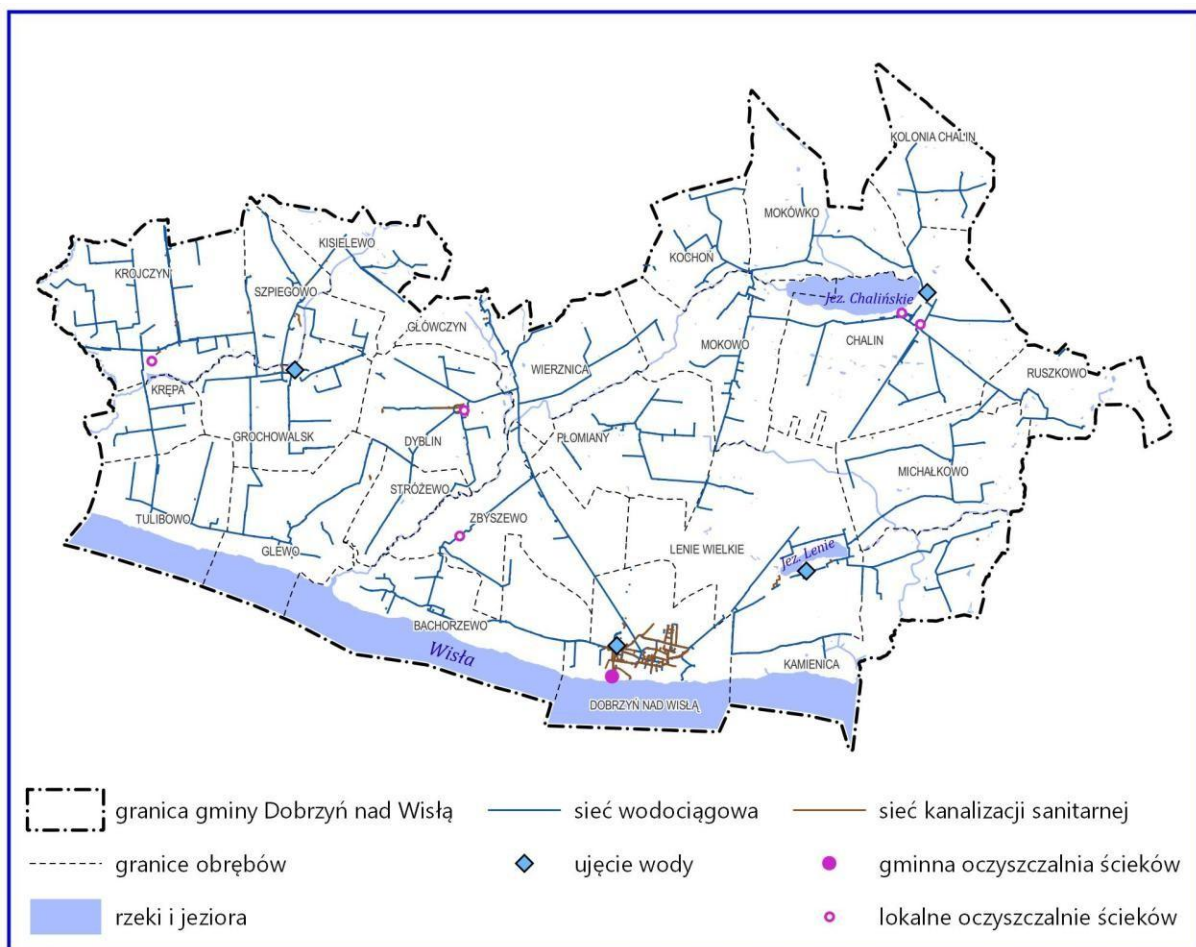 KOLONIA CHALIN
MOKÓWKO
KISIELEWO
KOCHOŃ
KROJCZYN
SZPIEGOWO
Jez. Chalińskie
GŁÓWCZYN
MOKOWO
CHALIN
WIERZNICA
RUSZKOWO
KRĘPA
GROCHOWALSK
DYBLIN
PŁOMIANY
MICHAŁKOWO
STRÓŻEWO
TULIBOWO
ZBYSZEWO
GLEWO
LENIE WIELKIE
Jez. Lenie
BACHORZEWO
Wisła
KAMIENICA
DOBRZYŃ NAD WISŁĄ
granica gminy Dobrzyń nad Wisłą
sieć wodociągowa
sieć kanalizacji sanitarnej
granice obrębów
ujęcie wody
gminna oczyszczalnia ścieków
rzeki i jeziora
lokalne oczyszczalnie ścieków